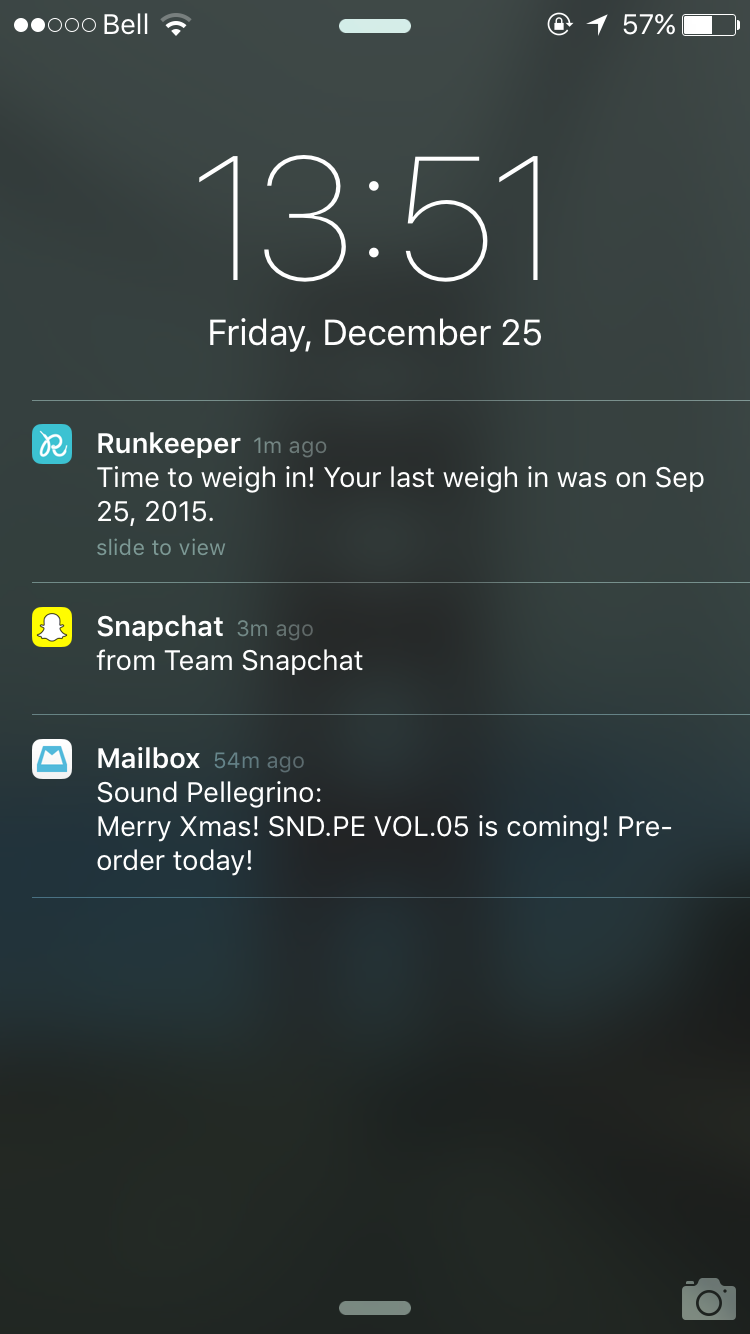 Bell 57%
13:51
Friday, December 25
Runkeeper 1m ago
Time to weigh in! Your last weigh in was on Sep
25, 2015.
slide to view
Snapchat 3m ago
from Team Snapchat
Mailbox 54m ago
Sound Pellegrino:
Merry Xmas! SND.PE VOL.05 is coming! Pre-
order today!